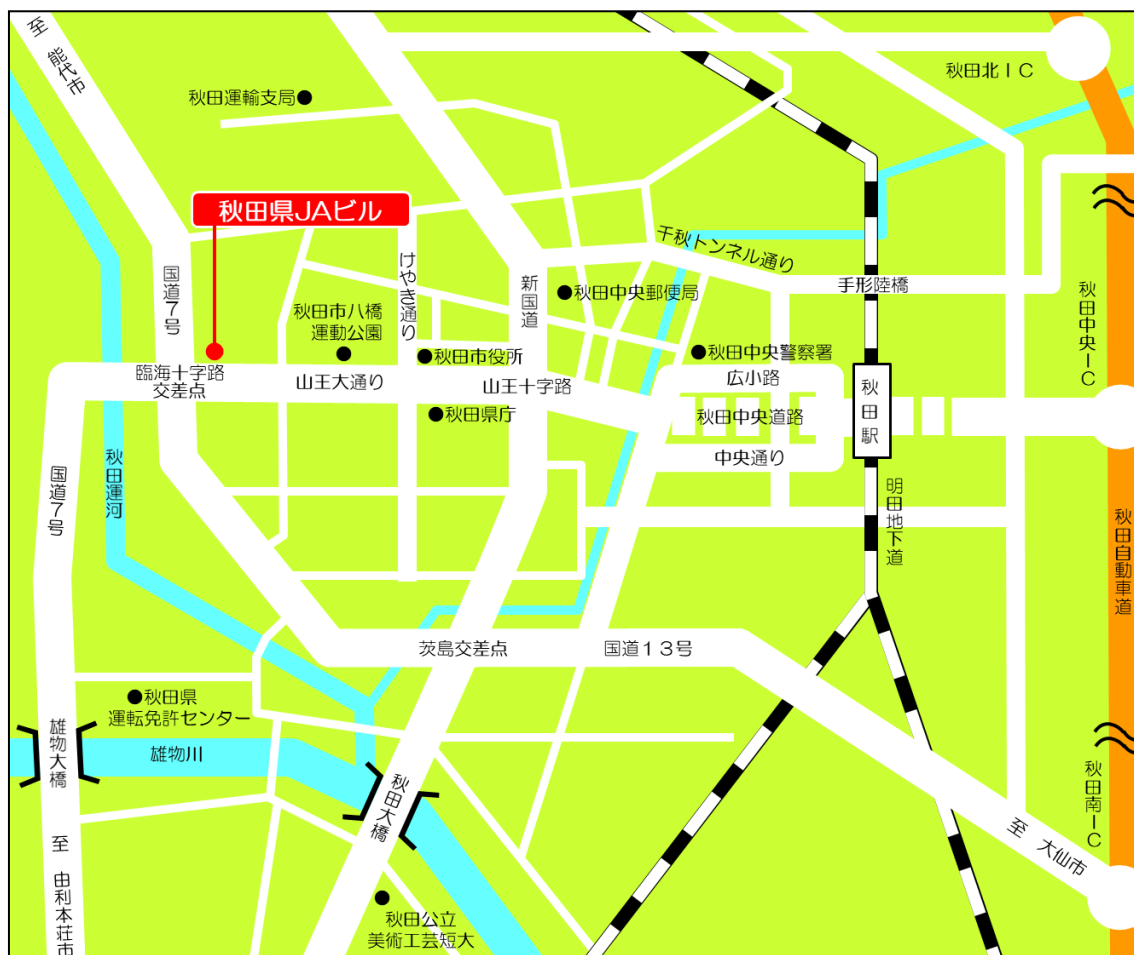 至 能代市
秋田北ＩＣ
秋田運輸支局
秋田県JAビル
千秋トンネル通り
けやき通り
国道７号
新国道
手形陸橋
秋田中央ＩＣ
秋田中央郵便局
秋田市八橋
運動公園
秋田市役所
秋田中央警察署
臨海十字路
交差点
山王大通り
山王十字路
広小路
秋田駅
秋田県庁
秋田中央道路
中央通り
秋田運河
国道７号
明田地下道
秋田自動車道
茨島交差点
国道１３号
秋田県
運転免許センター
雄物大橋
雄物川
秋田大橋
秋田南ＩＣ
至 大仙市
至 由利本荘市
秋田公立
美術工芸短大